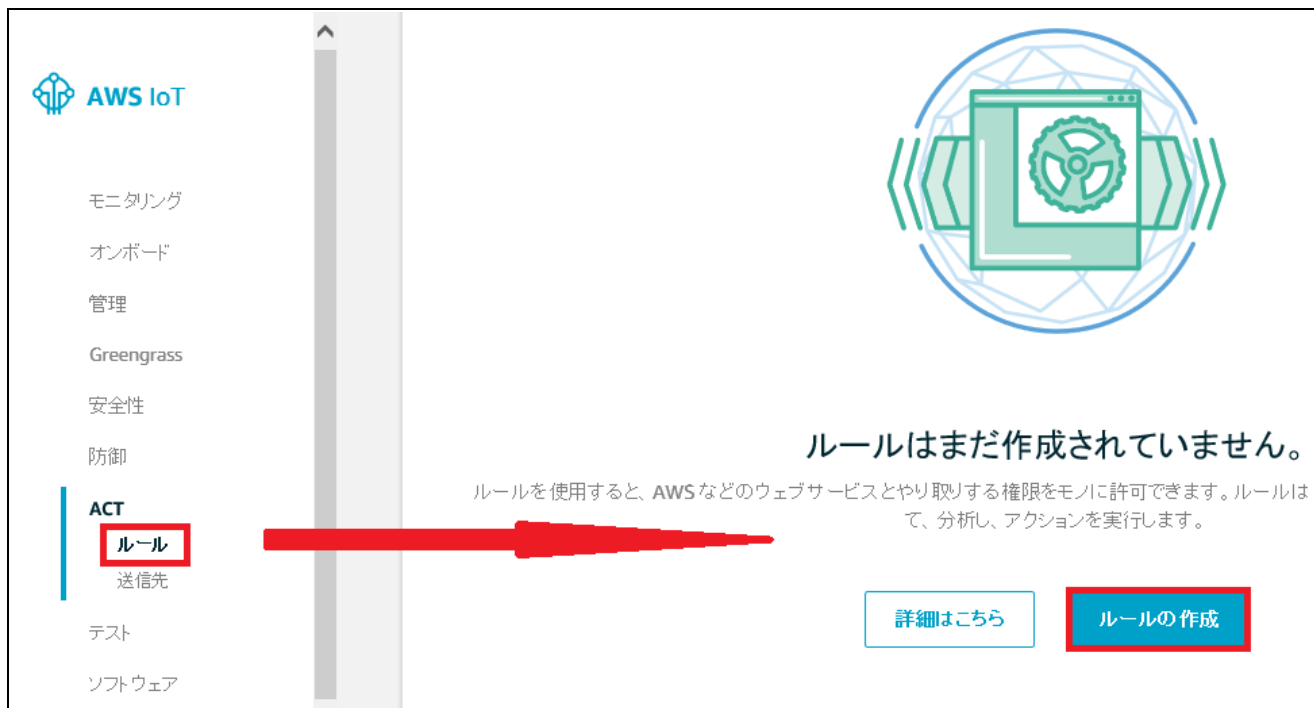 AWS IoT
モニタリング
オンボード
管理
Greengrass
安全性
防御
ACT
ルール
送信先
テスト
ソフトウェア
ルールはまだ作成されていません。
ルールを使用すると、AWS などのウェブサービスとやり取りする権限をモノに許可できます。ルールは
て、分析し、アクションを実行します。
詳細はこちら
ルールの作成